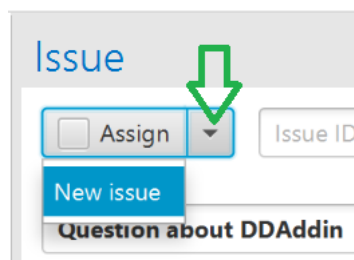 Issue
Assign
Issue ID
New issue
Question about DDAddin